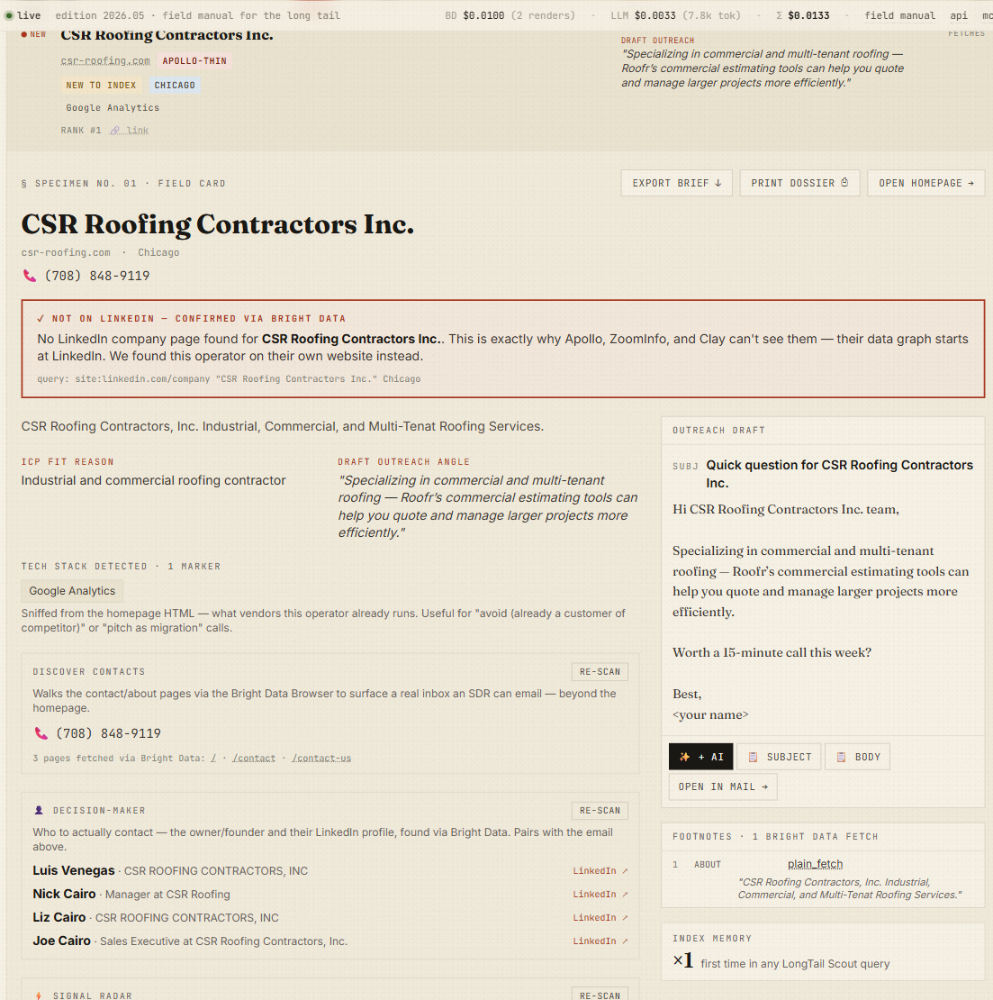 live edition 2026.05 · field manual for the long tail BD $0.0100 (2 renders) · LLM $0.0033 (7.8k tok) · Σ $0.0133 · field manual api
NEW CSR Roofing Contractors Inc. FETCHES
csr-roofing.com APOLLO-THIN
NEW TO INDEX CHICAGO
Google Analytics
RANK #1 link
DRAFT OUTREACH
"Specializing in commercial and multi-tenant roofing —
Roofr’s commercial estimating tools can help you quote
and manage larger projects more efficiently."
§ SPECIMEN NO. 01 · FIELD CARD EXPORT BRIEF ↓ PRINT DOSSIER OPEN HOMEPAGE →
CSR Roofing Contractors Inc.
csr-roofing.com · Chicago
(708) 848-9119
✓ NOT ON LINKEDIN — CONFIRMED VIA BRIGHT DATA
No LinkedIn company page found for CSR Roofing Contractors Inc.. This is exactly why Apollo, ZoomInfo, and Clay can't see them — their data graph starts
at LinkedIn. We found this operator on their own website instead.
query: site:linkedin.com/company "CSR Roofing Contractors Inc." Chicago
CSR Roofing Contractors, Inc. Industrial, Commercial, and Multi-Tenat Roofing Services.
ICP FIT REASON
Industrial and commercial roofing contractor
DRAFT OUTREACH ANGLE
"Specializing in commercial and multi-tenant
roofing — Roofr’s commercial estimating tools can
help you quote and manage larger projects more
efficiently."
TECH STACK DETECTED · 1 MARKER
Google Analytics
Sniffed from the homepage HTML — what vendors this operator already runs. Useful for "avoid (already a customer of
competitor)" or "pitch as migration" calls.
DISCOVER CONTACTS RE-SCAN
Walks the contact/about pages via the Bright Data Browser to surface a real inbox an SDR can email — beyond the
homepage.
(708) 848-9119
3 pages fetched via Bright Data: / · /contact · /contact-us
DECISION-MAKER RE-SCAN
Who to actually contact — the owner/founder and their LinkedIn profile, found via Bright Data. Pairs with the email
above.
Luis Venegas · CSR ROOFING CONTRACTORS, INC LinkedIn ↗
Nick Cairo · Manager at CSR Roofing LinkedIn ↗
Liz Cairo · CSR ROOFING CONTRACTORS, INC LinkedIn ↗
Joe Cairo · Sales Executive at CSR Roofing Contractors, Inc. LinkedIn ↗
SIGNAL RADAR RE-SCAN
OUTREACH DRAFT
SUBJ Quick question for CSR Roofing Contractors
Inc.
Hi CSR Roofing Contractors Inc. team,
Specializing in commercial and multi-tenant
roofing — Roofr’s commercial estimating tools can
help you quote and manage larger projects more
efficiently.
Worth a 15-minute call this week?
Best,
<your name>
+ AI SUBJECT BODY
OPEN IN MAIL →
FOOTNOTES · 1 BRIGHT DATA FETCH
1 ABOUT plain_fetch
"CSR Roofing Contractors, Inc. Industrial,
Commercial, and Multi-Tenat Roofing Services."
INDEX MEMORY
×1 first time in any LongTail Scout query